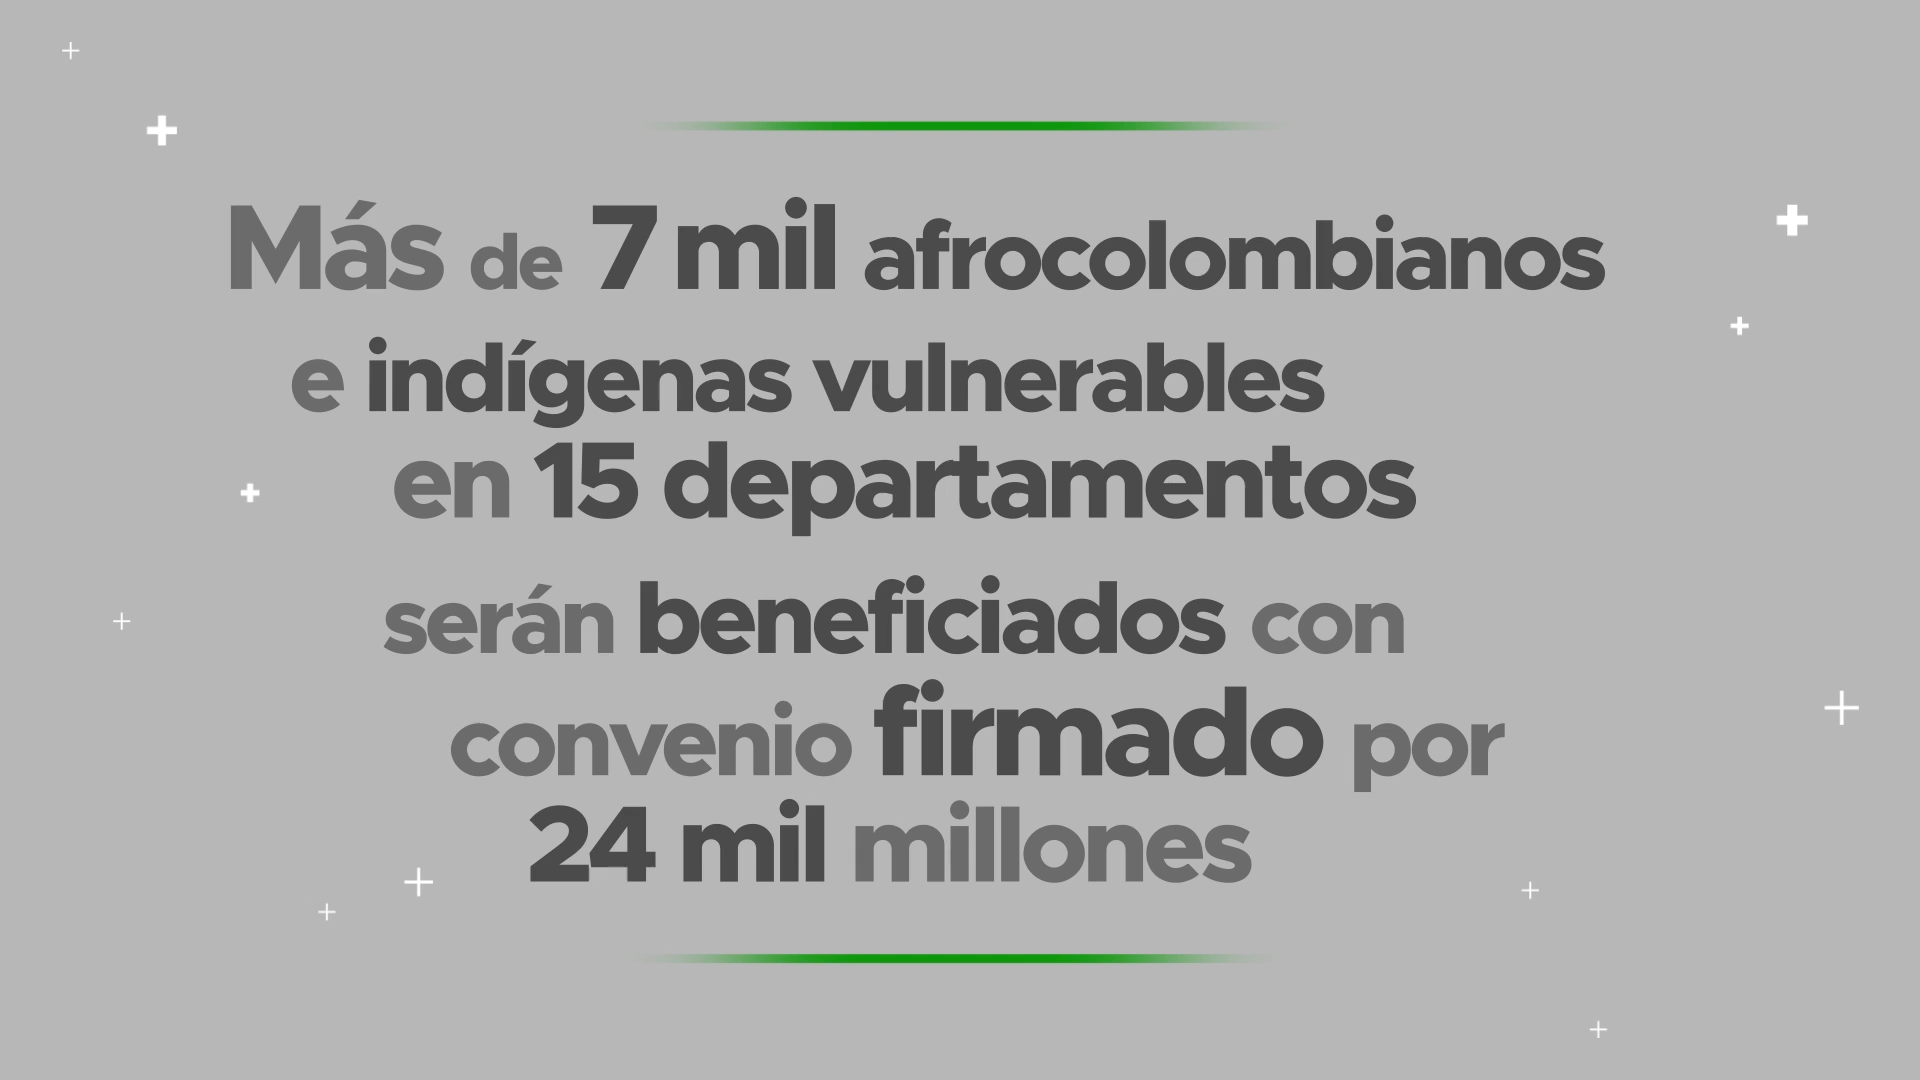 Más de 7 mil afrocolombianos
e indígenas vulnerables
en 15 departamentos
serán beneficiados con
convenio firmado por
24 mil millones